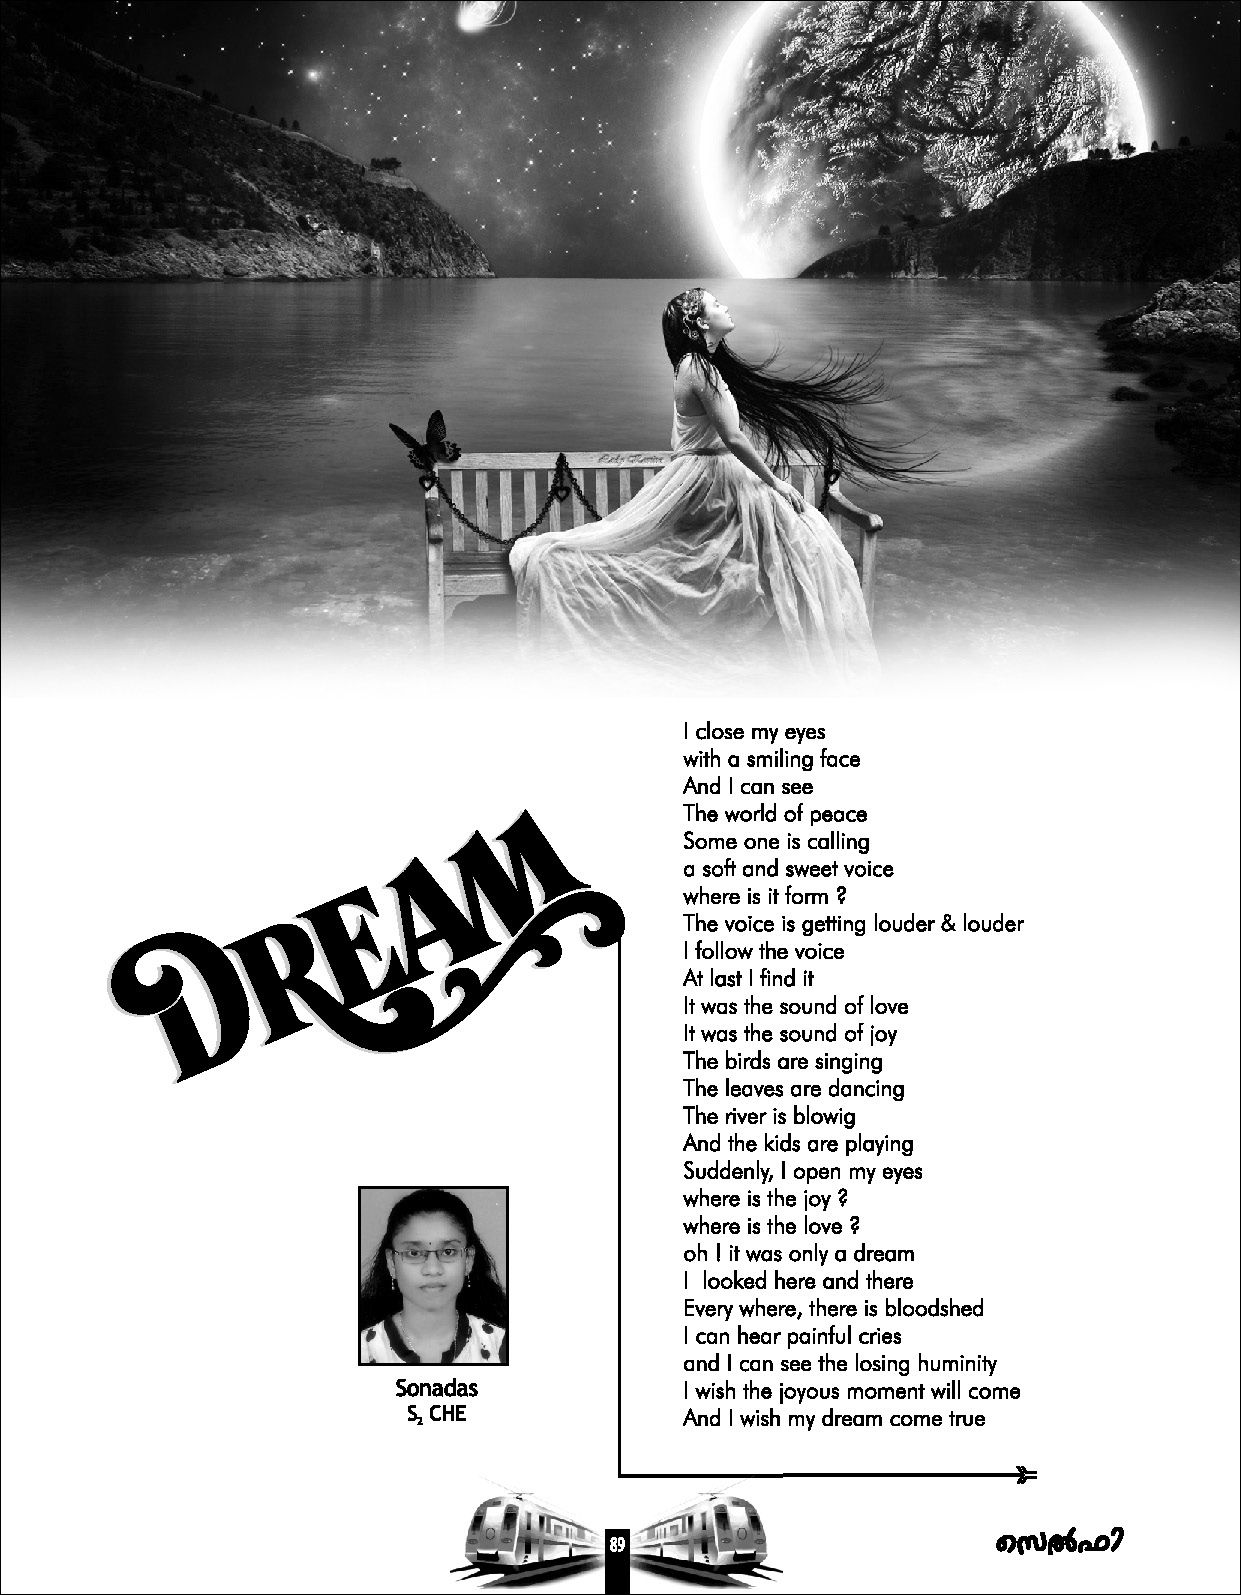 DREAM
I close my eyes
with a smiling face
And I can see
The world of peace
Some one is calling
a soft and sweet voice
where is it form ?
The voice is getting louder & louder
I follow the voice
At last I find it
It was the sound of love
It was the sound of joy
The birds are singing
The leaves are dancing
The river is blowig
And the kids are playing
Suddenly, I open my eyes
where is the joy ?
where is the love ?
oh ! it was only a dream
I looked here and there
Every where, there is bloodshed
I can hear painful cries
and I can see the losing huminity
I wish the joyous moment will come
And I wish my dream come true
Sonadas
S₂ CHE
89
സെൽഫി